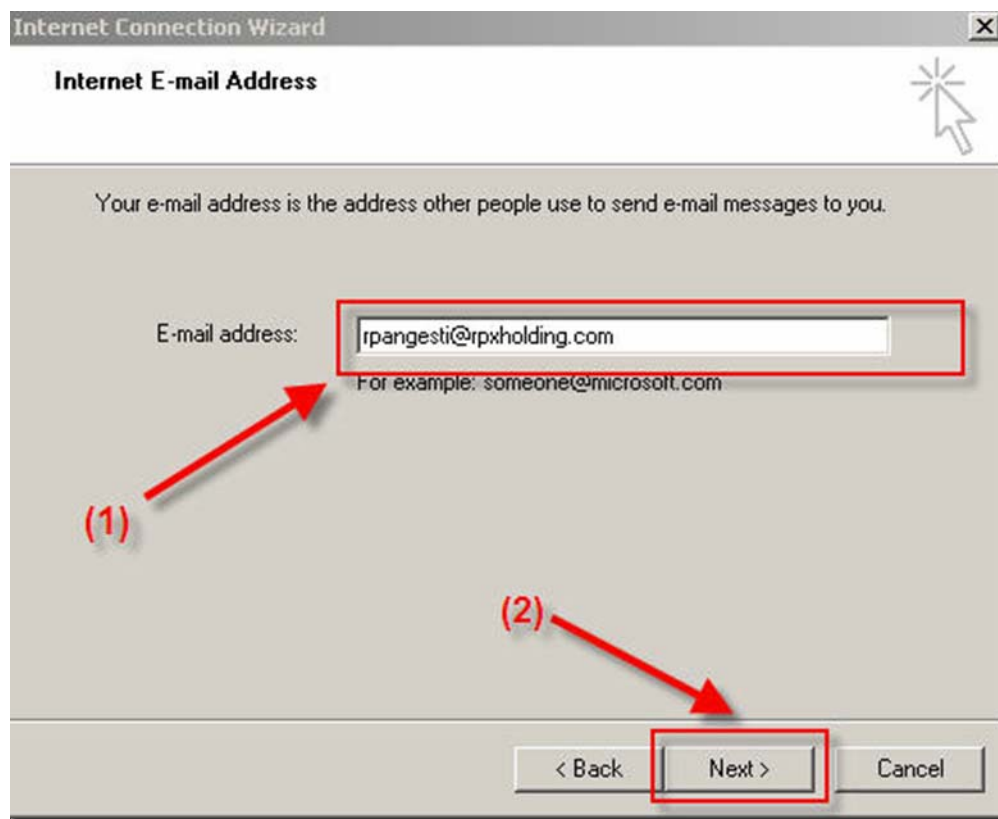 Internet Connection Wizard
Internet E-mail Address
Your e-mail address is the address other people use to send e-mail messages to you.
E-mail address: rpangesti@rpxholding.com
For example: someone@microsoft.com
(1)
(2)
< Back Next > Cancel